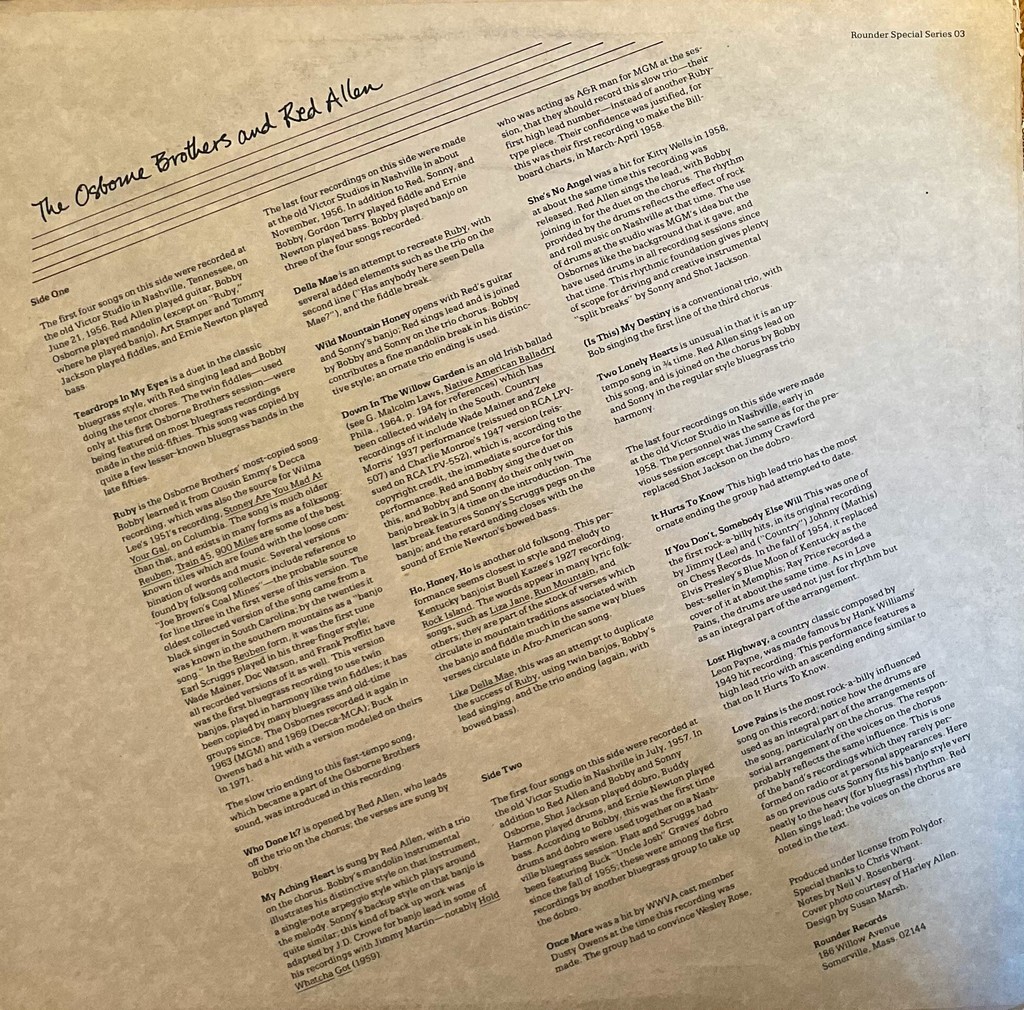 Rounder Special Series 03
The Osborne Brothers and Red Allen
Side One
The first four songs on this side were recorded at
the old Victor Studio in Nashville, Tennessee, on
June 21, 1956. Red Allen played guitar, Bobby
Osborne played mandolin (except on "Ruby,"
where he played banjo). Art Stamper and Tommy
Jackson played fiddles, and Ernie Newton played
bass.
Teardrops In My Eyes is a duet in the classic
bluegrass style, with Red singing lead and Bobby
doing the tenor chores. The twin fiddles—used
only at this first Osborne Brothers session—were
being featured on most bluegrass recordings
made in the mid-fifties. This song was copied by
quite a few lesser-known bluegrass bands in the
late fifties.
Ruby is the Osborne Brothers' most-copied song.
Bobby learned it from Cousin Emmy's Decca
recording, which was also the source for Wilma
Lee's 1951's recording, Stoney Are You Mad At
Your Gal, on Columbia. The song is much older
than that, and exists in many forms as a folksong.
Reuben, Train 45, 900 Miles are some of the best
known titles which are found with the loose com-
bination of words and music. Several versions
found by folksong collectors include reference to
"Joe Brown's Coal Mines"—the probable source
for line three in the first verse of this version. The
oldest collected version of the song came from a
black singer in South Carolina; by the twenties it
was known in the southern mountains as a "banjo
song." In the Reuben form, it was the first tune
Earl Scruggs played in his three-finger style;
Wade Mainer, Doc Watson, and Frank Proffitt have
all recorded versions of it as well. This version
was the first bluegrass recording to use twin
banjos, played in harmony like twin fiddles; it has
been copied by many bluegrass and old-time
groups since. The Osbornes recorded it again in
1963 (MGM) and 1969 (Decca-MCA); Buck
Owens had a hit with a version modeled on theirs
in 1971.
The slow trio ending to this fast-tempo song,
which became a part of the Osborne Brothers
sound, was introduced in this recording.
Who Done It? is opened by Red Allen, who leads
off the trio on the chorus; the verses are sung by
Bobby.
My Aching Heart is sung by Red Allen, with a trio
on the chorus. Bobby's mandolin instrumental
illustrates his distinctive style on that instrument,
a single-note arpeggio style which plays around
the melody. Sonny's backup style on that banjo is
quite similar; this kind of back up work was
adapted by J.D. Crowe for banjo lead in some of
his recordings with Jimmy Martin—notably Hold
Whatcha Got (1959).
The last four recordings on this side were made
at the old Victor Studios in Nashville in about
November, 1956. In addition to Red, Sonny, and
Bobby, Gordon Terry played fiddle and Ernie
Newton played bass. Bobby played banjo on
three of the four songs recorded.
Della Mae is an attempt to recreate Ruby, with
several added elements such as the trio on the
second line ("Has anybody here seen Della
Mae?"), and the fiddle break.
Wild Mountain Honey opens with Red's guitar
and Sonny's banjo; Red sings lead and is joined
by Bobby and Sonny on the trio chorus. Bobby
contributes a fine mandolin break in his distinc-
tive style; an ornate trio ending is used.
Down In The Willow Garden is an old Irish ballad
(see G. Malcolm Laws, Native American Balladry
Phila., 1964, p. 194 for references) which has
been collected widely in the South. Country
recordings of it include Wade Mainer and Zeke
Morris' 1937 performance (reissued on RCA LPV-
507) and Charlie Monroe's 1947 version (reis-
sued on RCA LPV-552), which is, according to the
copyright credit, the immediate source for this
performance. Red and Bobby sing the duet on
this, and Bobby and Sonny do their only twin
banjo break in 3/4 time on the introduction. The
last break features Sonny's Scruggs pegs on the
banjo; and the retard ending closes with the
sound of Ernie Newton's bowed bass.
Ho, Honey, Ho is another old folksong. This per-
formance seems closest in style and melody to
Kentucky banjoist Buell Kazee's 1927 recording,
Rock Island. The words appear in many lyric folk-
songs, such as Liza Jane, Run Mountain, and
others; they are part of the stock of verses which
circulate in mountain traditions associated with
the banjo and fiddle much in the same way blues
verses circulate in Afro-American song.
Like Della Mae, this was an attempt to duplicate
the success of Ruby, using twin banjos, Bobby's
lead singing, and the trio ending (again, with
bowed bass).
Side Two
The first four songs on this side were recorded at
the old Victor Studio in Nashville in July, 1957. In
addition to Red Allen and Bobby and Sonny
Osborne, Shot Jackson played dobro, Buddy
Harmon played drums, and Ernie Newton played
bass. According to Bobby, this was the first time
drums and dobro were used together on a Nash-
ville bluegrass session. Flatt and Scruggs had
been featuring Buck "Uncle Josh" Graves' dobro
since the fall of 1955; these were among the first
recordings by another bluegrass group to take up
the dobro.
Once More was a hit by WWVA cast member
Dusty Owens at the time this recording was
made. The group had to convince Wesley Rose,
who was acting as A&R man for MGM at the ses-
sion, that they should record this slow trio—their
first high lead number—instead of another Ruby-
type piece. Their confidence was justified, for
this was their first recording to make the Bill-
board charts, in March-April 1958.
She's No Angel was a hit for Kitty Wells in 1958,
at about the same time this recording was
released. Red Allen sings the lead, with Bobby
joining in for the duet on the chorus. The rhythm
provided by the drums reflects the effect of rock
and roll music on Nashville at that time. The use
of drums at the studio was MGM's idea but the
Osbornes like the background that it gave, and
have used drums in all recording sessions since
that time. This rhythmic foundation gives plenty
of scope for driving and creative instrumental
"split breaks" by Sonny and Shot Jackson.
(Is This) My Destiny is a conventional trio, with
Bob singing the first line of the third chorus.
Two Lonely Hearts is unusual in that it is an up-
tempo song in ¾ time. Red Allen sings lead on
this song, and is joined on the chorus by Bobby
and Sonny in the regular style bluegrass trio
harmony.
The last four recordings on this side were made
at the old Victor Studio in Nashville, early in
1958. The personnel was the same as for the pre-
vious session except that Jimmy Crawford
replaced Shot Jackson on the dobro.
It Hurts To Know This high lead trio has the most
ornate ending the group had attempted to date.
If You Don't, Somebody Else Will This was one of
the first rock-a-billy hits, in its original recording
by Jimmy (Lee) and ("Country") Johnny (Mathis)
on Chess Records. In the fall of 1954, it replaced
Elvis Presley's Blue Moon of Kentucky as the
best-seller in Memphis; Ray Price recorded a
cover of it at about the same time. As in Love
Pains, the drums are used not just for rhythm but
as an integral part of the arrangement.
Lost Highway, a country classic composed by
Leon Payne, was made famous by Hank Williams'
1949 hit recording. This performance features a
high lead trio with an ascending ending similar to
that on It Hurts To Know.
Love Pains is the most rock-a-billy influenced
song on this record; notice how the drums are
used as an integral part of the arrangements of
the song, particularly on the chorus. The respon-
sorial arrangement of the voices on the chorus
probably reflects the same influence. This is one
of the band's recordings which they rarely per-
formed on radio or at personal appearances. Here
as on previous cuts Sonny fits his banjo style very
neatly to the heavy (for bluegrass) rhythm. Red
Allen sings lead; the voices on the chorus are
noted in the text.
Produced under license from Polydor.
Special thanks to Chris Whent.
Notes by Neil V. Rosenberg.
Cover photo courtesy of Harley Allen.
Design by Susan Marsh.
Rounder Records
186 Willow Avenue
Somerville, Mass. 02144